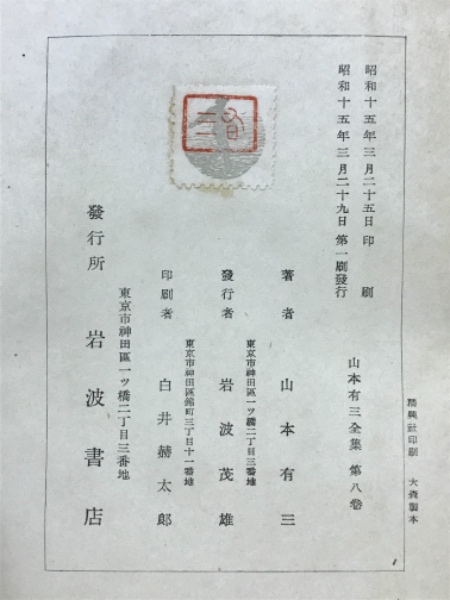 昭和十五年三月二十五日 印刷
昭和十五年三月二十九日 第一刷發行
山本有三全集 第八卷
著者 山本有三
東京市神田區一ツ橋二丁目三番地
發行者 岩波茂雄
東京市神田區錦町三丁目十一番地
印刷者 白井赫太郎
東京市神田區一ツ橋二丁目三番地
發行所 岩波書店
精興社印刷 大森製本